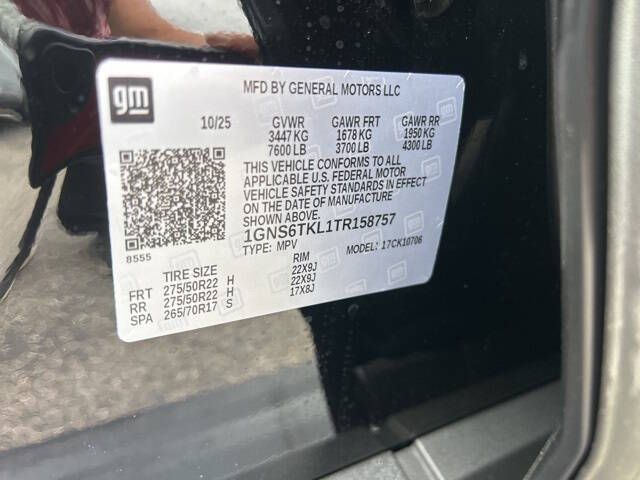 gm
MFD BY GENERAL MOTORS LLC
10/25 GVWR GAWR FRT GAWR RR
3447 KG 1678 KG 1950 KG
7600 LB 3700 LB 4300 LB
THIS VEHICLE CONFORMS TO ALL
APPLICABLE U.S. FEDERAL MOTOR
VEHICLE SAFETY STANDARDS IN EFFECT
ON THE DATE OF MANUFACTURE
SHOWN ABOVE.
1GNS6TKL1TR158757
8555
TYPE: MPV MODEL: 17CK10706
TIRE SIZE RIM
FRT 275/50R22 H 22X9J
RR 275/50R22 H 22X9J
SPA 265/70R17 S 17X8J